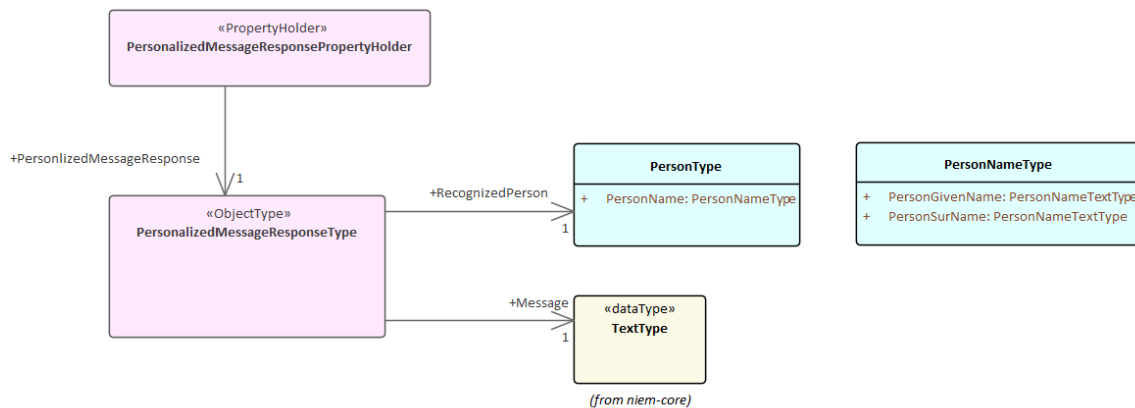 «PropertyHolder»
PersonalizedMessageResponsePropertyHolder
+PersonlizedMessageResponse
1
«ObjectType»
PersonalizedMessageResponseType
+RecognizedPerson
1
PersonType
+ PersonName: PersonNameType
PersonNameType
+ PersonGivenName: PersonNameTextType
+ PersonSurName: PersonNameTextType
+Message
1
«dataType»
TextType
(from niem-core)